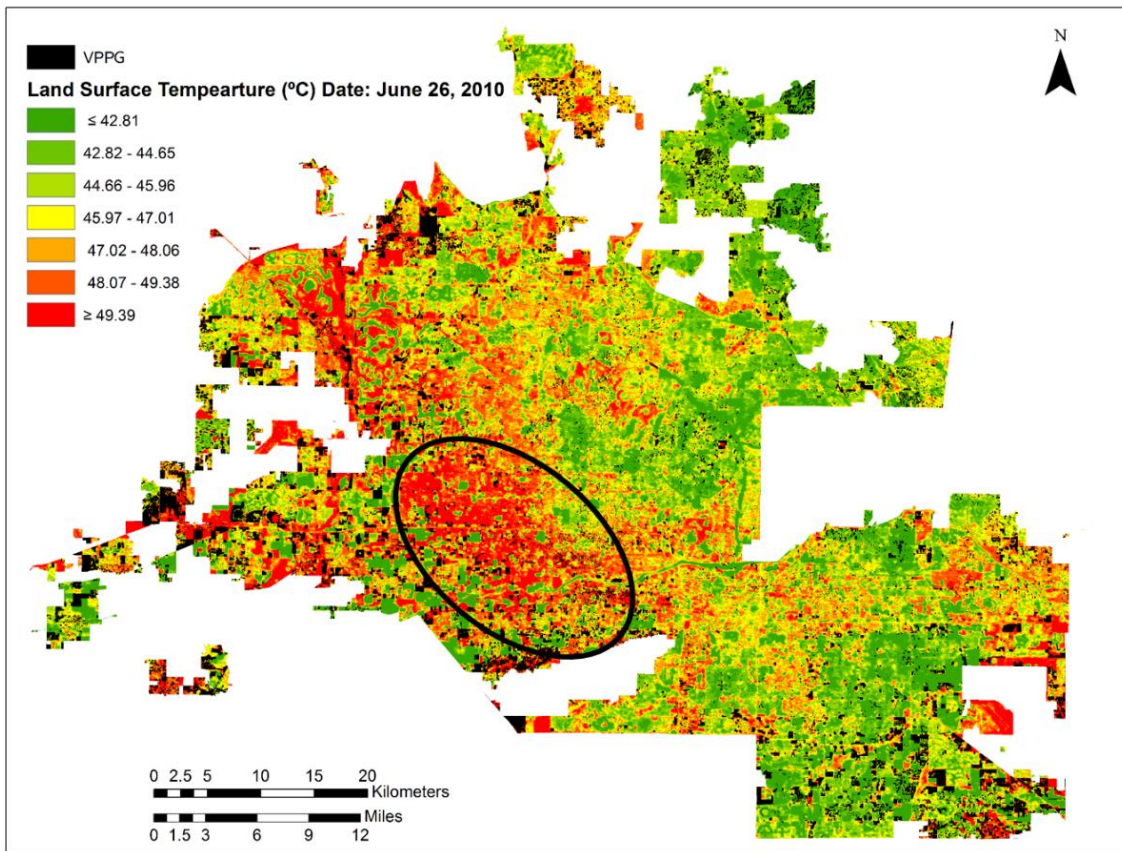 VPPG
Land Surface Tempearture (ºC) Date: June 26, 2010
≤ 42.81
42.82 - 44.65
44.66 - 45.96
45.97 - 47.01
47.02 - 48.06
48.07 - 49.38
≥ 49.39
N
0 2.5 5 10 15 20
Kilometers
Miles
0 1.5 3 6 9 12